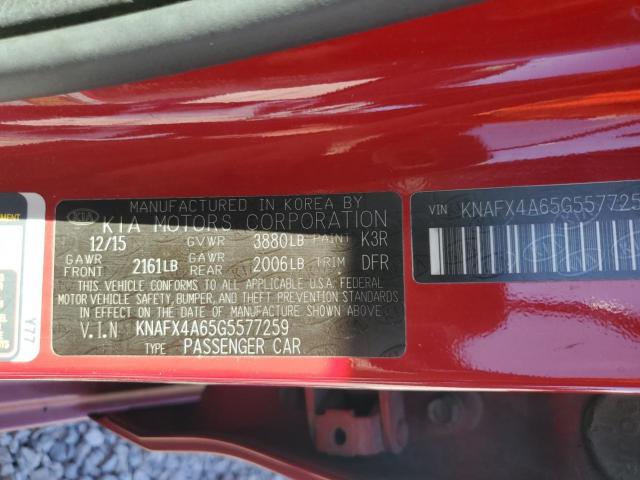 MANUFACTURED IN KOREA BY
KIA KIA MOTORS CORPORATION
12/15 GVWR 3880LB PAINT K3R
GAWR FRONT 2161LB GAWR REAR 2006LB TRIM DFR
THIS VEHICLE CONFORMS TO ALL APPLICABLE U.S.A. FEDERAL
MOTOR VEHICLE SAFETY, BUMPER, AND THEFT PREVENTION STANDARDS
IN EFFECT ON THE DATE OF MANUFACTURE SHOWN ABOVE.
V.I.N KNAFX4A65G5577259
TYPE PASSENGER CAR
VIN KNAFX4A65G557725
Y77